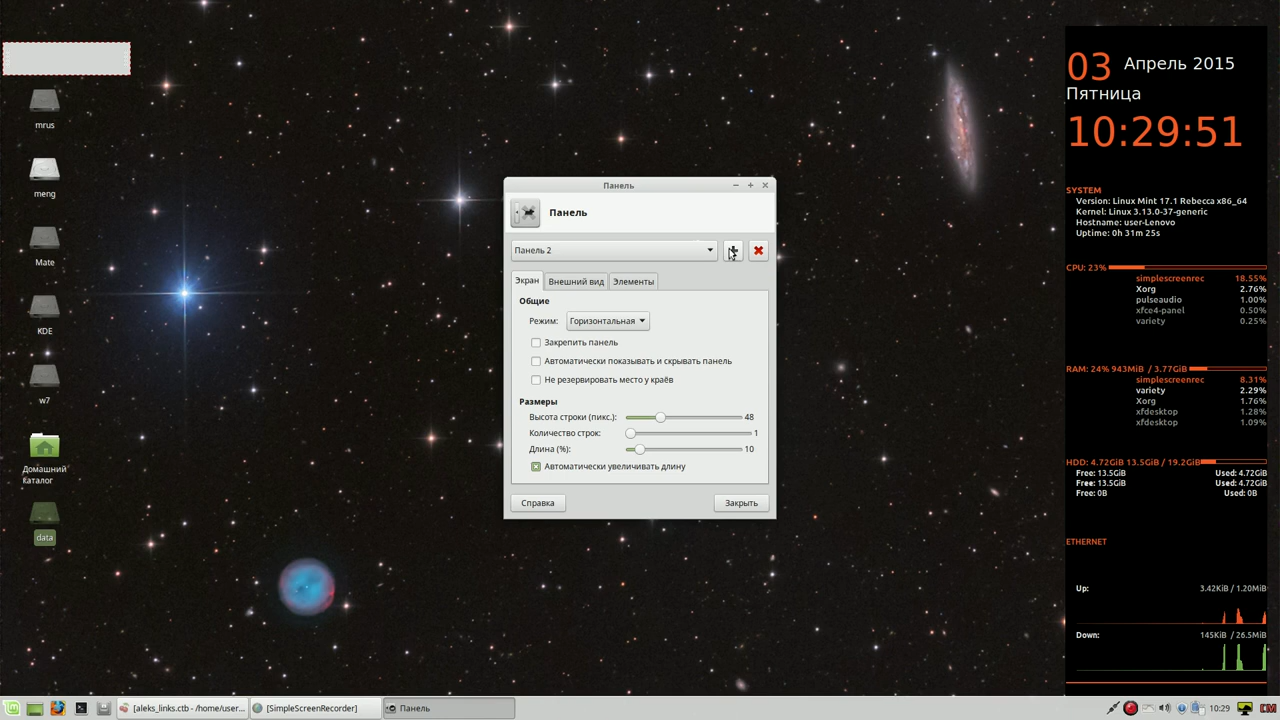 mrus
meng
Mate
KDE
w7
Домашний
каталог
data
Панель
Панель
Панель 2
Экран
Внешний вид
Элементы
Общие
Режим:
Горизонтальная
Закрепить панель
Автоматически показывать и скрывать панель
Не резервировать место у краёв
Размеры
Высота строки (пикс.): 48
Количество строк: 1
Длина (%): 10
Автоматически увеличивать длину
Справка
Закрыть
03 Апрель 2015
Пятница
10:29:51
SYSTEM
Version: Linux Mint 17.1 Rebecca x86_64
Kernel: Linux 3.13.0-37-generic
Hostname: user-Lenovo
Uptime: 0h 31m 25s
CPU: 23%
simplescreenrec 18.55%
Xorg 2.76%
pulseaudio 1.00%
xfce4-panel 0.50%
variety 0.25%
RAM: 24% 943MiB / 3.77GiB
simplescreenrec 8.31%
variety 2.29%
Xorg 1.76%
xfdesktop 1.28%
xfdesktop 1.09%
HDD: 4.72GiB 13.5GiB / 19.2GiB
Free: 13.5GiB Used: 4.72GiB
Free: 13.5GiB Used: 4.72GiB
Free: 0B Used: 0B
ETHERNET
Up: 3.42KiB / 1.20MiB
Down: 145KiB / 26.5MiB
[aleks_links.ctb - /home/user...
[SimpleScreenRecorder]
Панель
10:29